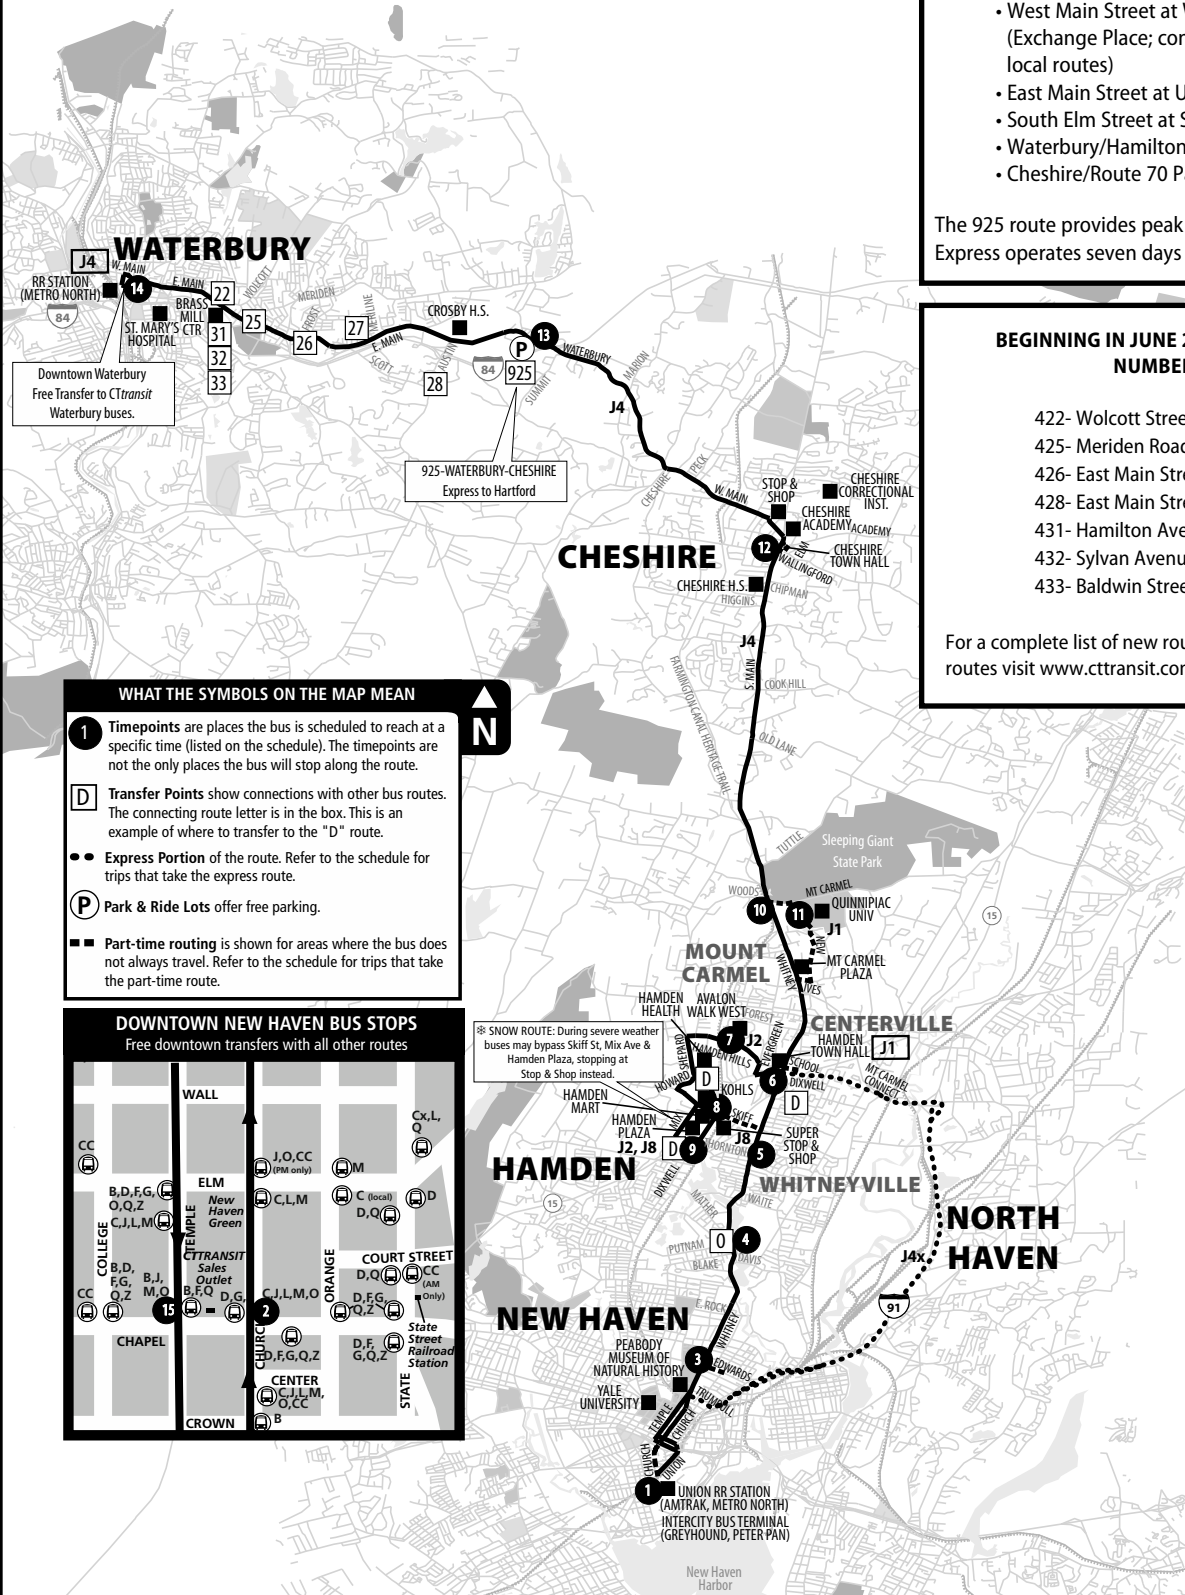 • West Main Street at
(Exchange Place;
local routes)
• East Main Street at
• South Elm Street at
• Waterbury/Hamilton
• Cheshire/Route 70
The 925 route provides peak
Express operates seven days
BEGINNING IN JUNE
422- Wolcott
425- Meriden
426- East Main
428- East Main
431- Hamilton
432- Sylvan
433- Baldwin
For a complete list of new
routes visit
WATERBURY
J4
W. MAIN
RR STATION
(METRO NORTH)
84
14
E. MAIN
ST. MARY'S
HOSPITAL
BRASS
MILL
CTR
22
31
32
33
WOLCOTT
25
MERIDEN
FROST
26
27
MEHLINE
E. MAIN
SCOTT
CROSBY H.S.
AUSTIN
28
84
P
925
13
SUMMIT
WATERBURY
MARION
J4
Downtown Waterbury
Free Transfer to CTtransit
Waterbury buses.
925-WATERBURY-CHESHIRE
Express to Hartford
CHESHIRE
PECK
W. MAIN
STOP &
SHOP
CHESHIRE
CORRECTIONAL
INST.
CHESHIRE
ACADEMY
ACADEMY
ELM
CHESHIRE
12
CHESHIRE
TOWN HALL
WALLINGFORD
CHESHIRE H.S.
CHIPMAN
HIGGINS
J4
S. MAIN
FARMINGTON CANAL HERITAGE TRAIL
COOK HILL
OLD LANE
TUTTLE
Sleeping Giant
State Park
WOODS
MT CARMEL
10
11
QUINNIPIAC
UNIV
J1
NEW
15
MOUNT
CARMEL
WHITNEY
MT CARMEL
PLAZA
IVES
WHAT THE SYMBOLS ON THE MAP MEAN
N
1
Timepoints are places the bus is scheduled to reach at a
specific time (listed on the schedule). The timepoints are
not the only places the bus will stop along the route.
D
Transfer Points show connections with other bus routes.
The connecting route letter is in the box. This is an
example of where to transfer to the "D" route.
Express Portion of the route. Refer to the schedule for
trips that take the express route.
P
Park & Ride Lots offer free parking.
Part-time routing is shown for areas where the bus does
not always travel. Refer to the schedule for trips that take
the part-time route.
HAMDEN
HEALTH
AVALON
WALK WEST
FOREST
CENTERVILLE
HAMDEN
TOWN HALL
J1
SHEPARD
7
J2
HAMDEN HILLS
EVERGREEN
SCHOOL
DIXWELL
MT CARMEL
CONNECT
HOWARD
D
KOHLS
6
D
HAMDEN
MART
8
SKIFF
MIX
HAMDEN
PLAZA
J2, J8
D
9
J8
THORNTON
5
SUPER
STOP &
SHOP
HAMDEN
DIXWELL
WHITNEYVILLE
15
MATHER
WAITE
✻ SNOW ROUTE: During severe weather
buses may bypass Skiff St, Mix Ave &
Hamden Plaza, stopping at
Stop & Shop instead.
NORTH
HAVEN
J4x
91
O
4
PUTNAM
BLAKE
DAVIS
NEW HAVEN
E. ROCK
WHITNEY
PEABODY
MUSEUM OF
NATURAL HISTORY
3
EDWARDS
YALE
UNIVERSITY
TRUMBULL
TEMPLE
CHURCH
CHURCH
UNION
1
UNION RR STATION
(AMTRAK, METRO NORTH)
INTERCITY BUS TERMINAL
(GREYHOUND, PETER PAN)
New Haven
Harbor
DOWNTOWN NEW HAVEN BUS STOPS
Free downtown transfers with all other routes
WALL
CC
J,O,CC
(PM only)
M
Cx,L,
Q
ELM
B,D,F,G,
O,Q,Z
New
Haven
Green
C,L,M
C (local)
D
C,J,L,M
D,Q
COLLEGE
TEMPLE
CTTRANSIT
Sales
Outlet
ORANGE
COURT STREET
B,D,
F,G,
Q,Z
B,J,
M,O
B,F,Q
D,G,
C,J,L,M,O
D,Q
CC
(AM
Only)
CC
15
2
D,F,G,
Q,Z
State
Street
Railroad
Station
CHAPEL
CHURCH
D,F,G,Q,Z
D,F,
G,Q,Z
CENTER
C,J,L,M,
O,CC
STATE
CROWN
B